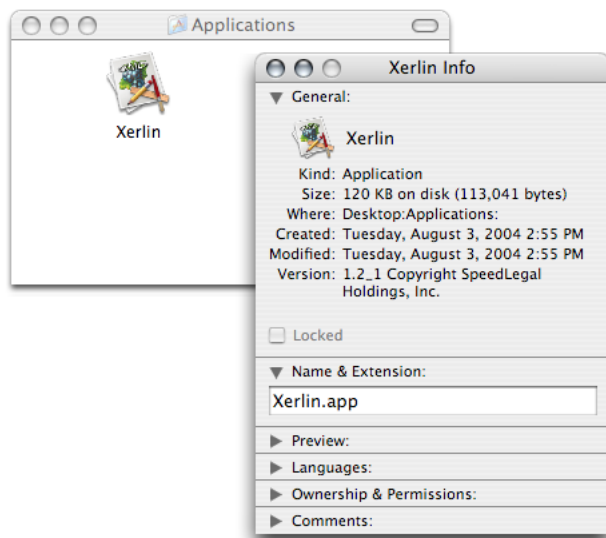 Applications
Xerlin
Xerlin Info
General:
Xerlin
Kind: Application
Size: 120 KB on disk (113,041 bytes)
Where: Desktop:Applications:
Created: Tuesday, August 3, 2004 2:55 PM
Modified: Tuesday, August 3, 2004 2:55 PM
Version: 1.2_1 Copyright SpeedLegal
Holdings, Inc.
Locked
Name & Extension:
Xerlin.app
Preview:
Languages:
Ownership & Permissions:
Comments: